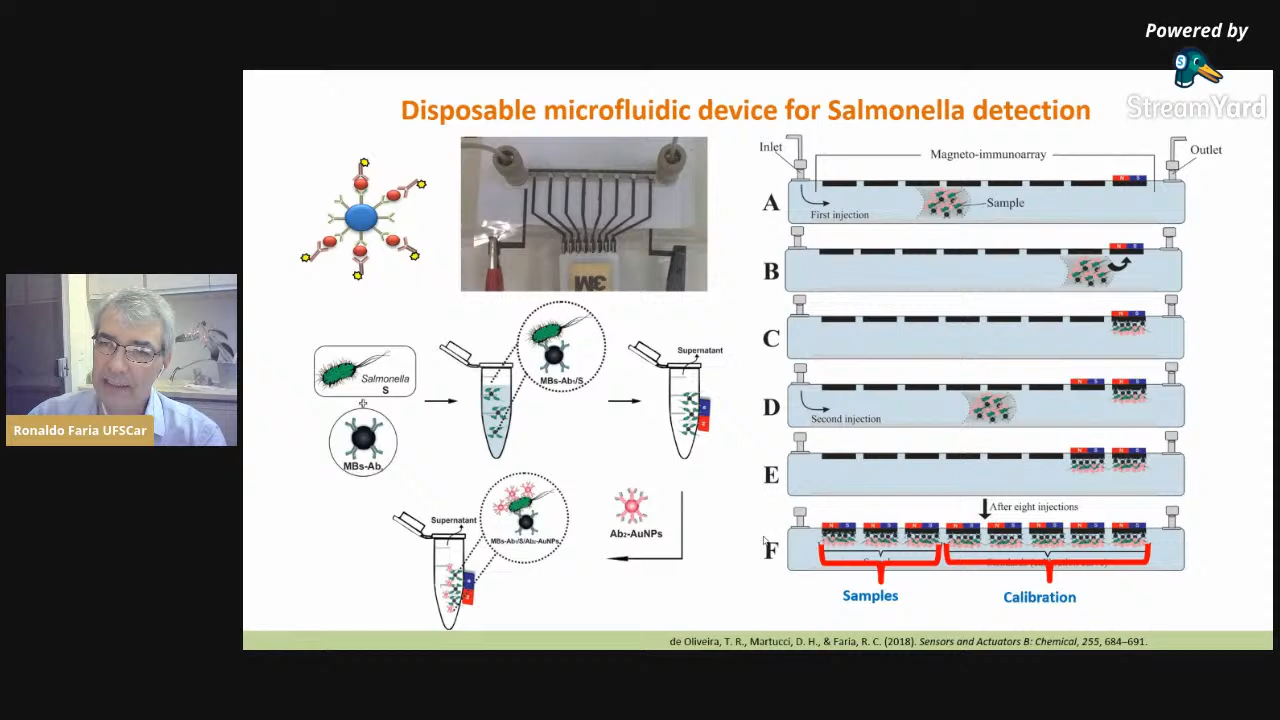 Powered by
StreamYard
Disposable microfluidic device for Salmonella detection
Inlet
Magneto-immunoarray
Outlet
A
First injection
Sample
B
C
D
Second injection
E
After eight injections
F
Samples
Calibration
3M
Salmonella
S
+
MBs-Ab₁
MBs-Ab₁/S
Supernatant
Supernatant
MBs-Ab₁/S/Ab₂-AuNPs
Ab₂-AuNPs
Ronaldo Faria UFSCar
de Oliveira, T. R., Martucci, D. H., & Faria, R. C. (2018). Sensors and Actuators B: Chemical, 255, 684–691.